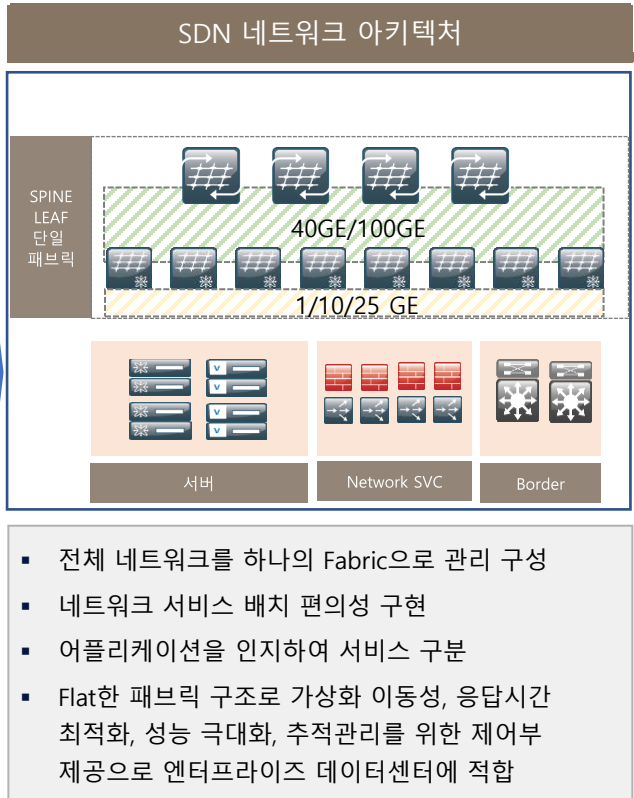 SDN 네트워크 아키텍처
SPINE
LEAF
단일
패브릭
40GE/100GE
1/10/25 GE
V
V
V
V
서버
Network SVC
Border
▪ 전체 네트워크를 하나의 Fabric으로 관리 구성
▪ 네트워크 서비스 배치 편의성 구현
▪ 어플리케이션을 인지하여 서비스 구분
▪ Flat한 패브릭 구조로 가상화 이동성, 응답시간
최적화, 성능 극대화, 추적관리를 위한 제어부
제공으로 엔터프라이즈 데이터센터에 적합